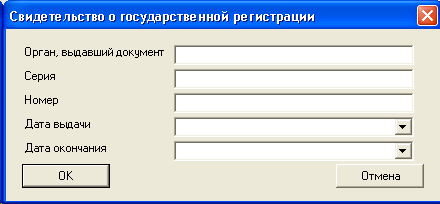 Свидетельство о государственной регистрации
Орган, выдавший документ
Серия
Номер
Дата выдачи
Дата окончания
OK Отмена